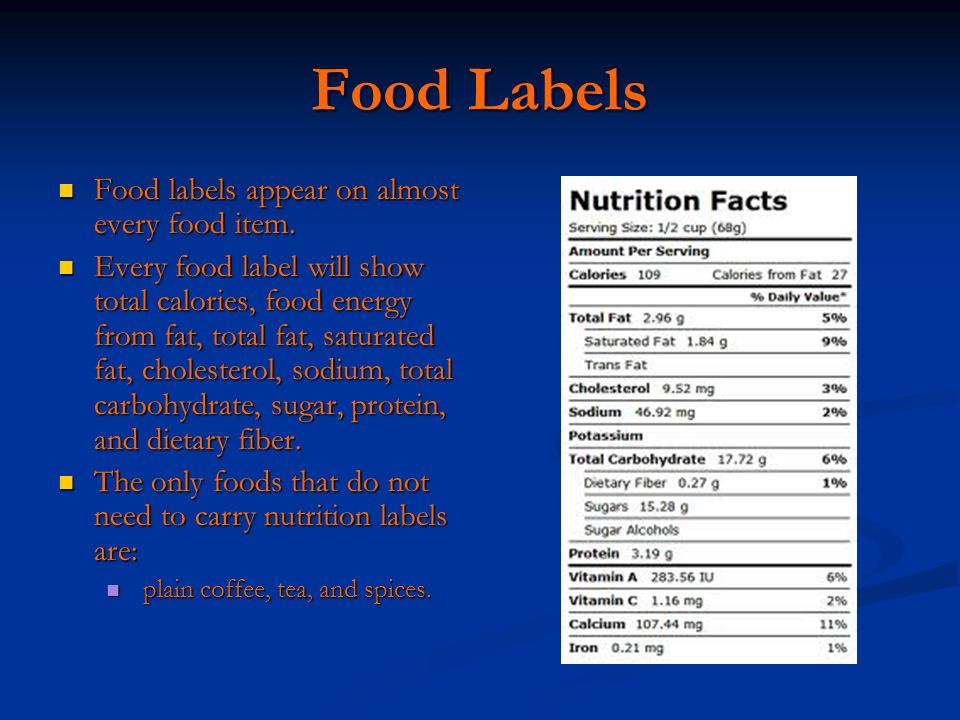 Food Labels
Food labels appear on almost
every food item.
Every food label will show
total calories, food energy
from fat, total fat, saturated
fat, cholesterol, sodium, total
carbohydrate, sugar, protein,
and dietary fiber.
The only foods that do not
need to carry nutrition labels
are:
plain coffee, tea, and spices.
Nutrition Facts
Serving Size: 1/2 cup (68g)
Amount Per Serving
Calories 109 Calories from Fat 27
% Daily Value*
Total Fat 2.96 g 5%
Saturated Fat 1.84 g 9%
Trans Fat
Cholesterol 9.52 mg 3%
Sodium 46.92 mg 2%
Potassium
Total Carbohydrate 17.72 g 6%
Dietary Fiber 0.27 g 1%
Sugars 15.28 g
Sugar Alcohols
Protein 3.19 g
Vitamin A 283.56 IU 6%
Vitamin C 1.16 mg 2%
Calcium 107.44 mg 11%
Iron 0.21 mg 1%